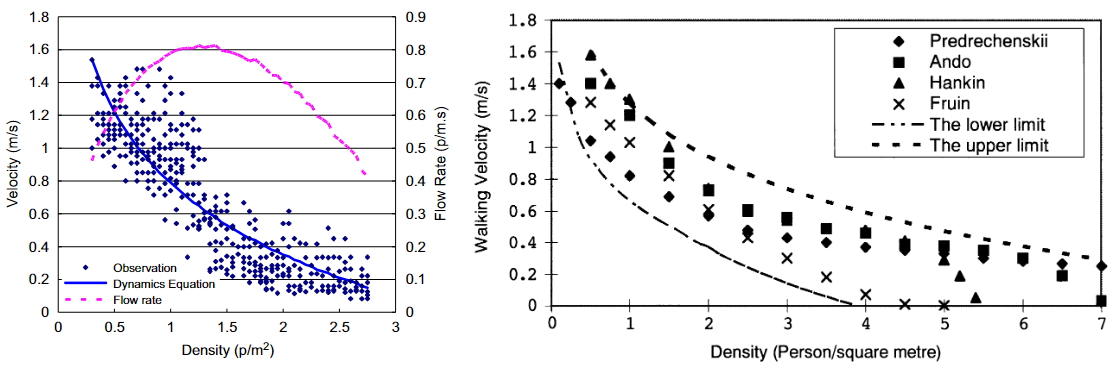 1.8
1.6
1.4
1.2
1
0.8
0.6
0.4
0.2
0
Velocity (m/s)
0.9
0.8
0.7
0.6
0.5
0.4
0.3
0.2
0.1
0
Flow Rate (p/m.s)
Observation
Dynamics Equation
Flow rate
0 0.5 1 1.5 2 2.5 3
Density (p/m²)
1.8
1.6
1.4
1.2
1
0.8
0.6
0.4
0.2
0
Walking Velocity (m/s)
Predrechenskii
Ando
Hankin
Fruin
The lower limit
The upper limit
0 1 2 3 4 5 6 7
Density (Person/square metre)